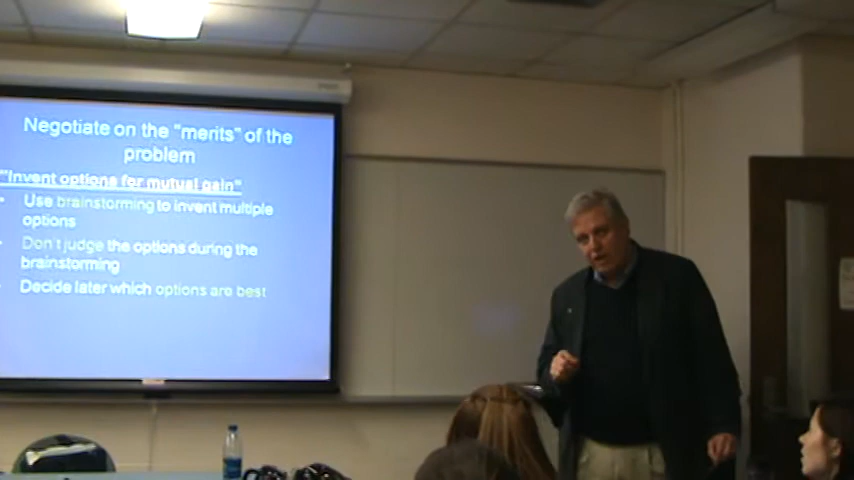 Negotiate on the "merits" of the
problem
"Invent options for mutual gain"
• Use brainstorming to invent multiple
options
• Don't judge the options during the
brainstorming
• Decide later which options are best